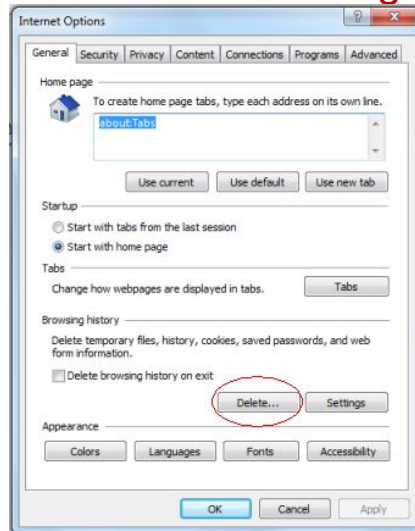 Internet Options
General Security Privacy Content Connections Programs Advanced
Home page
To create home page tabs, type each address on its own line.
about:Tabs
Use current Use default Use new tab
Startup
Start with tabs from the last session
Start with home page
Tabs
Change how webpages are displayed in tabs. Tabs
Browsing history
Delete temporary files, history, cookies, saved passwords, and web
form information.
Delete browsing history on exit
Delete... Settings
Appearance
Colors Languages Fonts Accessibility
OK Cancel Apply